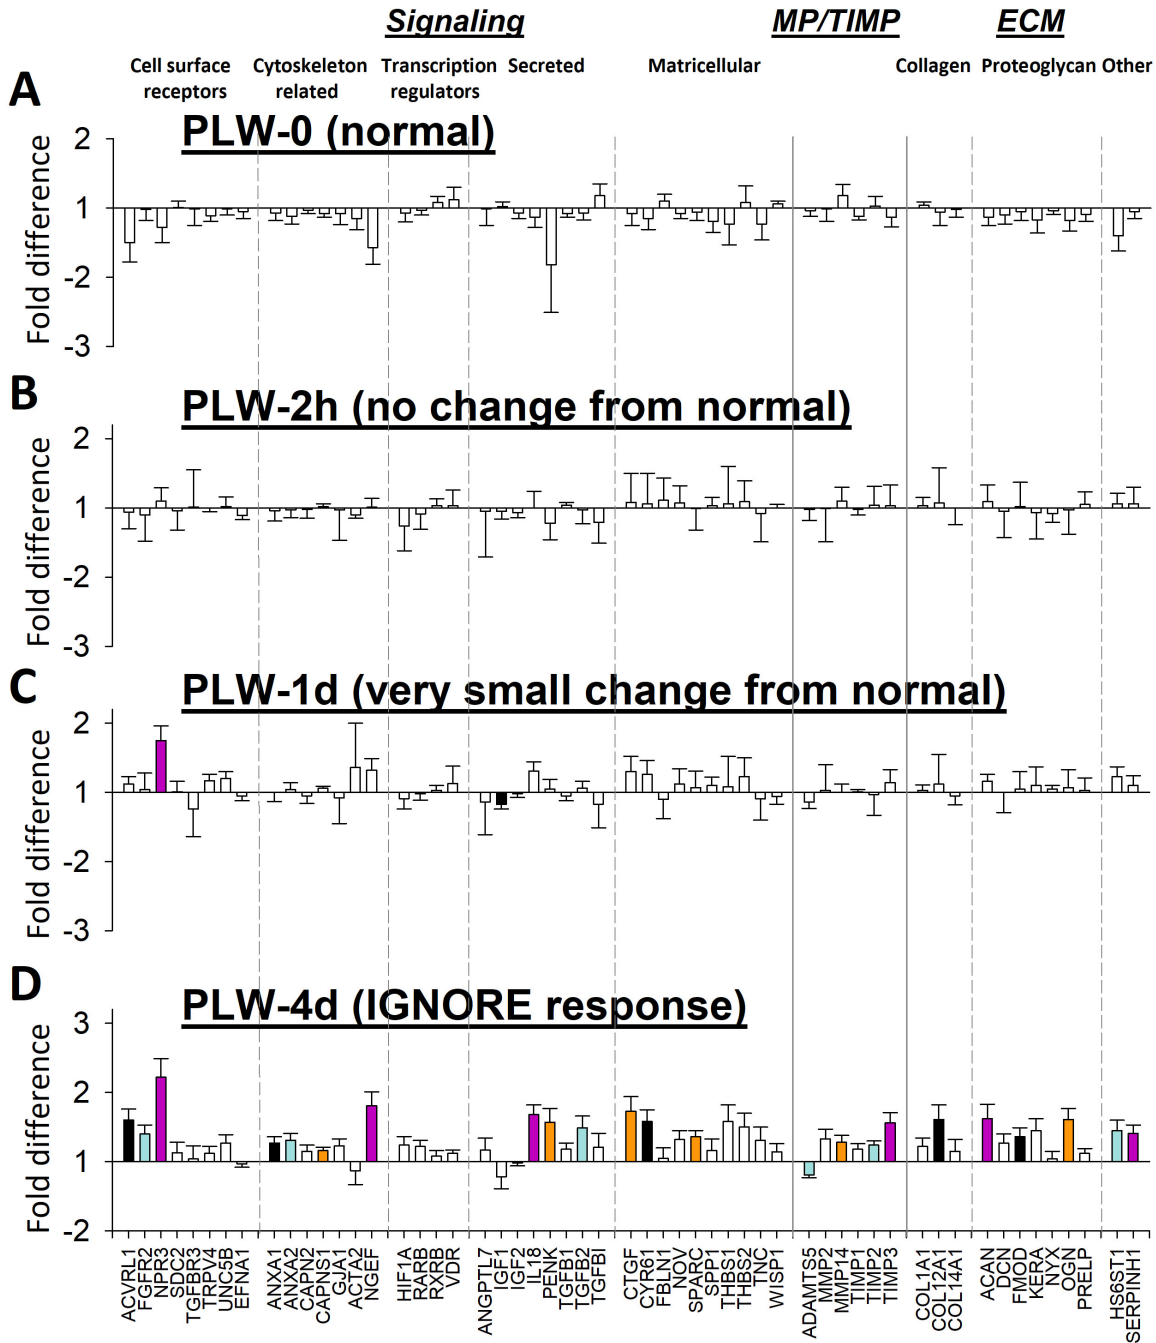 Signaling MP/TIMP ECM
Cell surface receptors
Cytoskeleton related
Transcription regulators
Secreted
Matricellular
Collagen
Proteoglycan
Other
A
PLW-0 (normal)
Fold difference
2
1
-2
-3
B
PLW-2h (no change from normal)
Fold difference
2
1
-2
-3
C
PLW-1d (very small change from normal)
Fold difference
2
1
-2
-3
D
PLW-4d (IGNORE response)
Fold difference
3
2
1
-2
ACVRL1
FGFR2
NPR3
SDC2
TGFBR3
TRPV4
UNC5B
EFNA1
ANXA1
ANXA2
CAPN2
CAPNS1
GJA1
ACTA2
NGEF
HIF1A
RARB
RXRB
VDR
ANGPTL7
IGF1
IGF2
IL18
PENK
TGFB1
TGFB2
TGFBI
CTGF
CYR61
FBLN1
NOV
SPARC
SPP1
THBS1
THBS2
TNC
WISP1
ADAMTS5
MMP2
MMP14
TIMP1
TIMP2
TIMP3
COL1A1
COL12A1
COL14A1
ACAN
DCN
FMOD
KERA
NYX
OGN
PRELP
HS6ST1
SERPINH1